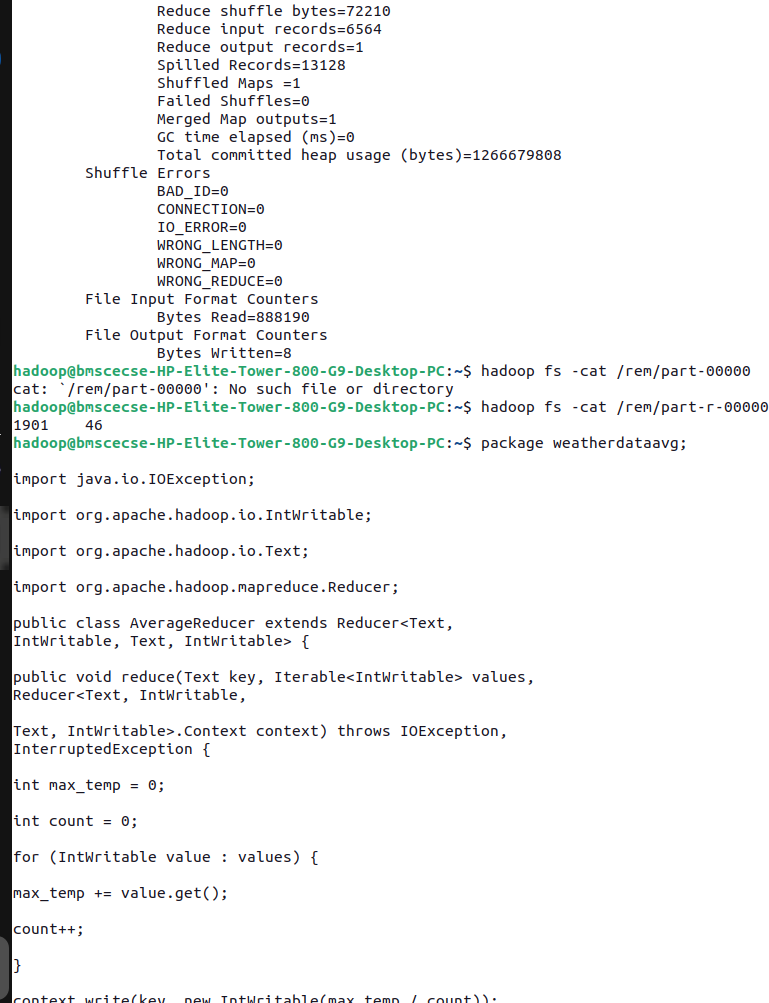 Reduce shuffle bytes=72210
Reduce input records=6564
Reduce output records=1
Spilled Records=13128
Shuffled Maps =1
Failed Shuffles=0
Merged Map outputs=1
GC time elapsed (ms)=0
Total committed heap usage (bytes)=1266679808
Shuffle Errors
BAD_ID=0
CONNECTION=0
IO_ERROR=0
WRONG_LENGTH=0
WRONG_MAP=0
WRONG_REDUCE=0
File Input Format Counters
Bytes Read=888190
File Output Format Counters
Bytes Written=8
hadoop@bmscecse-HP-Elite-Tower-800-G9-Desktop-PC:~$ hadoop fs -cat /rem/part-00000
cat: `/rem/part-00000': No such file or directory
hadoop@bmscecse-HP-Elite-Tower-800-G9-Desktop-PC:~$ hadoop fs -cat /rem/part-r-00000
1901    46
hadoop@bmscecse-HP-Elite-Tower-800-G9-Desktop-PC:~$ package weatherdataavg;
import java.io.IOException;
import org.apache.hadoop.io.IntWritable;
import org.apache.hadoop.io.Text;
import org.apache.hadoop.mapreduce.Reducer;
public class AverageReducer extends Reducer<Text,
IntWritable, Text, IntWritable> {
public void reduce(Text key, Iterable<IntWritable> values,
Reducer<Text, IntWritable,
Text, IntWritable>.Context context) throws IOException,
InterruptedException {
int max_temp = 0;
int count = 0;
for (IntWritable value : values) {
max_temp += value.get();
count++;
}
context.write(key, new IntWritable(max_temp / count));